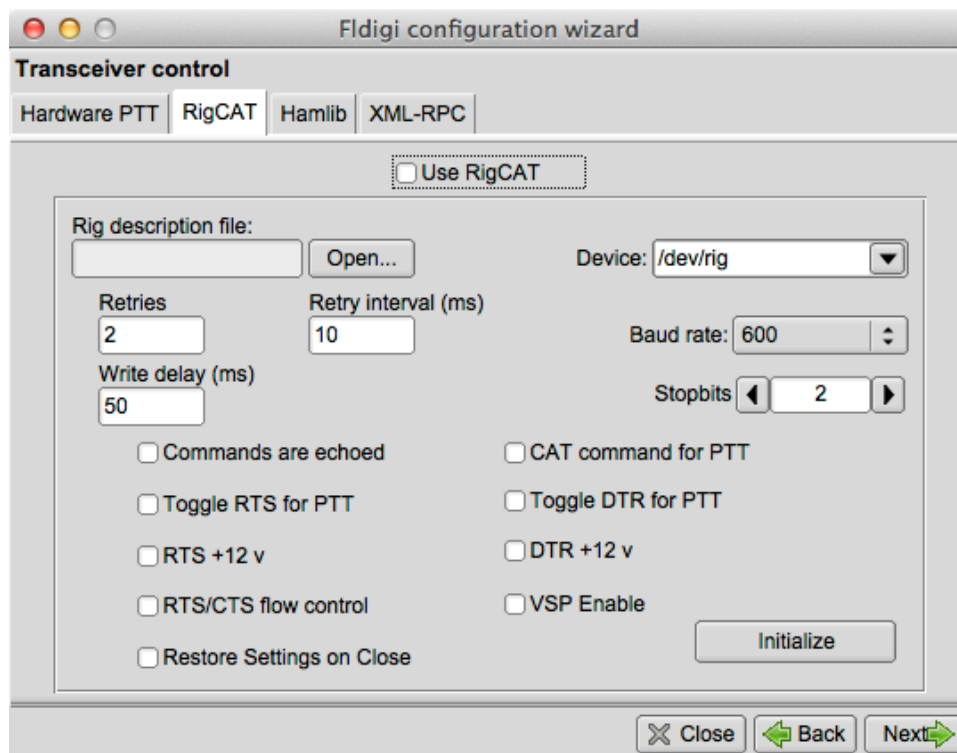 Fldigi configuration wizard
Transceiver control
Hardware PTT RigCAT Hamlib XML-RPC
Use RigCAT
Rig description file:
Open... Device: /dev/rig
Retries Retry interval (ms)
2 10 Baud rate: 600
Write delay (ms)
50 Stopbits 2
Commands are echoed CAT command for PTT
Toggle RTS for PTT Toggle DTR for PTT
RTS +12 v DTR +12 v
RTS/CTS flow control VSP Enable
Restore Settings on Close Initialize
Close Back Next